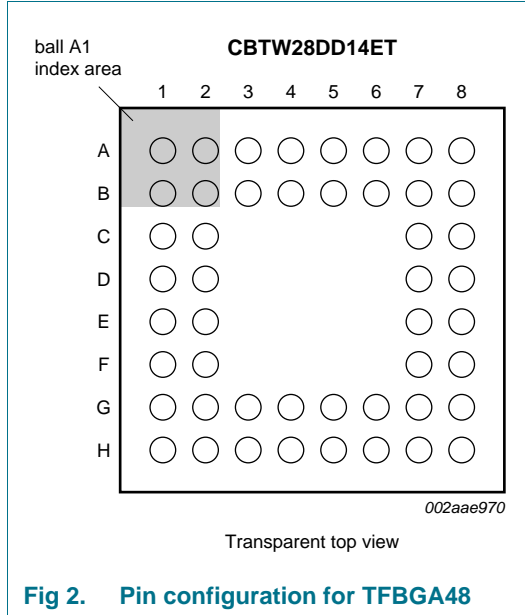 CBTW28DD14ET
ball A1
index area
1 2 3 4 5 6 7 8
A
B
C
D
E
F
G
H
002aae970
Transparent top view
Fig 2. Pin configuration for TFBGA48